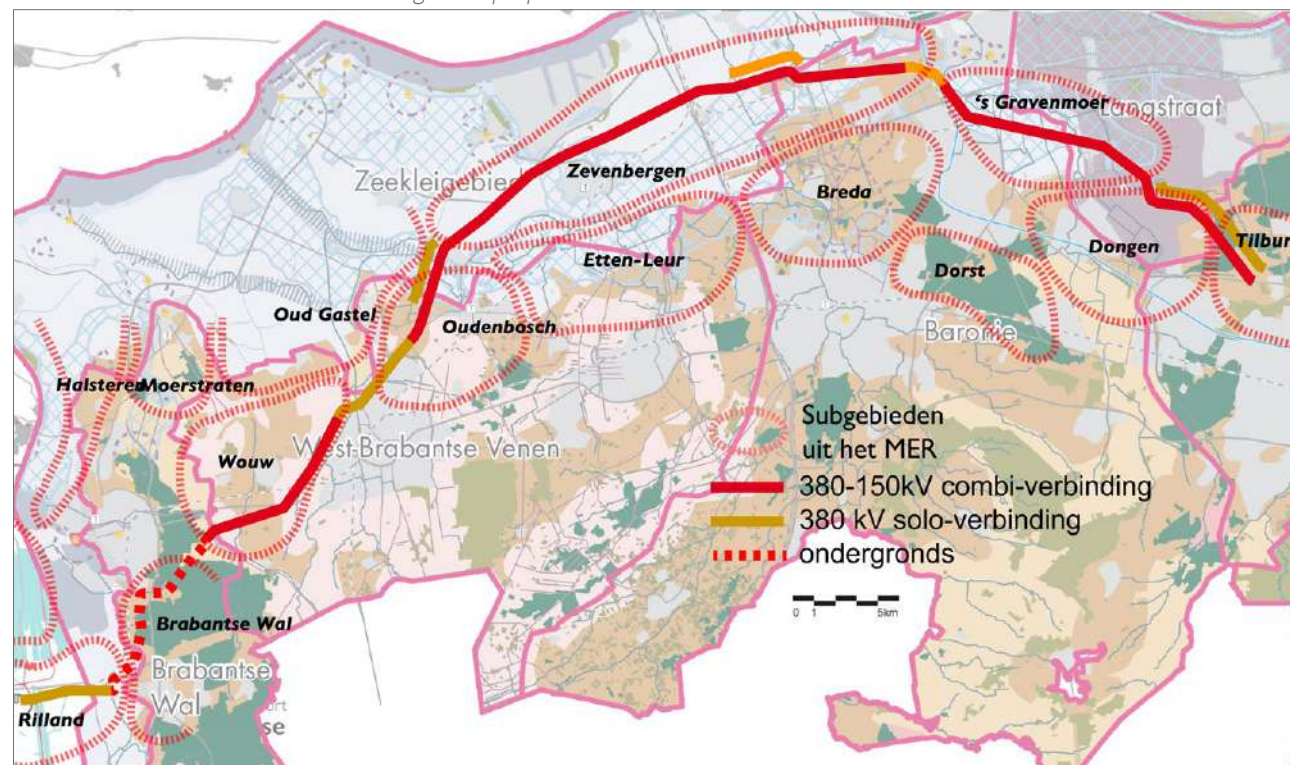 's Gravenmoer
Langstraat
Zeekleigebied
Zevenbergen
Breda
Etten-Leur
Dorst
Dongen
Tilbur
Oud Gastel
Oudenbosch
Baronie
Halsteren
Moerstraten
Wouw
West-Brabantse Venen
Subgebieden
uit het MER
380-150kV combi-verbinding
380 kV solo-verbinding
ondergronds
0 1 5km
Brabantse Wal
Brabantse
Wal
Rilland
se